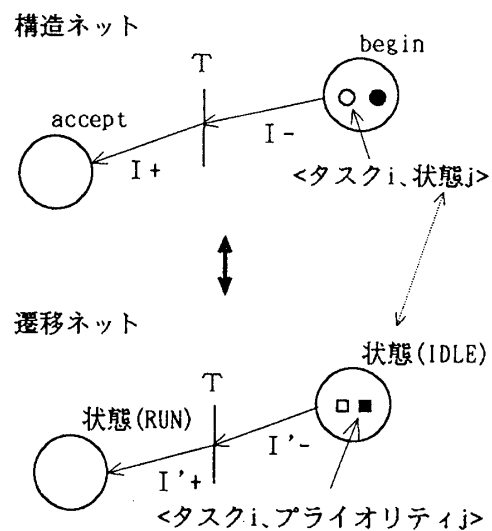 構造ネット
begin
T
accept
I-
I+
<タスクi、状態j>
遷移ネット
状態(IDLE)
T
状態(RUN)
I'-
I'+
<タスクi、プライオリティj>